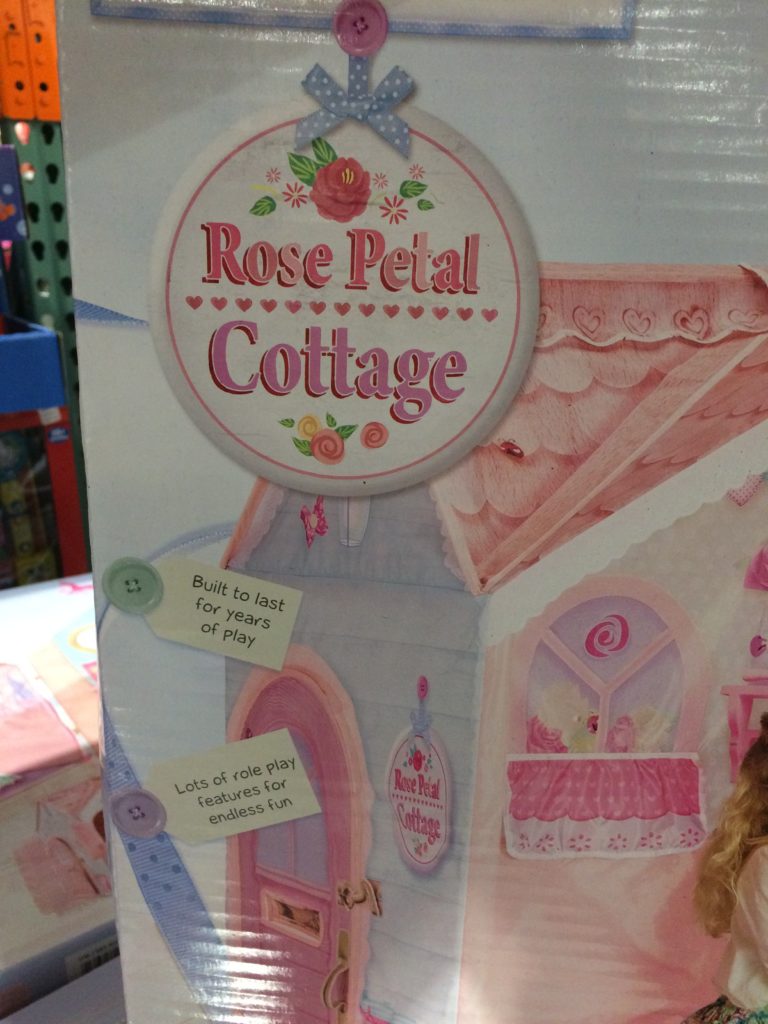 Rose Petal
Cottage
Built to last
for years
of play
Lots of role play
features for
endless fun
Rose Petal
Cottage